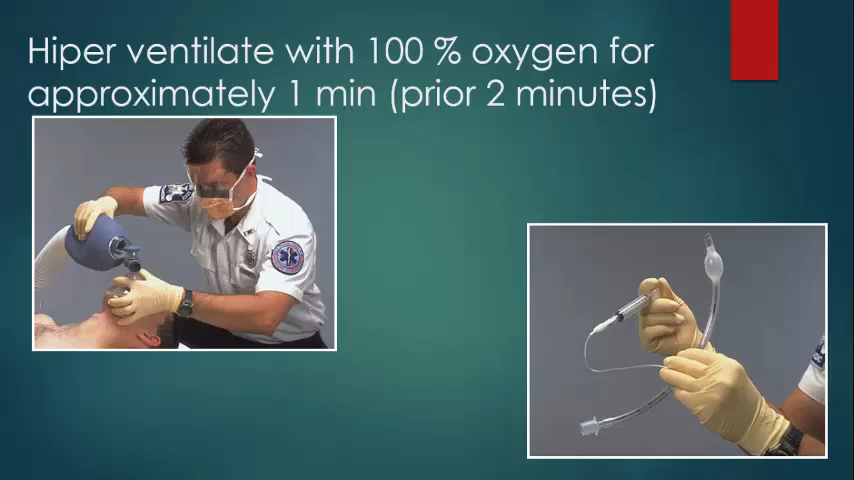 Hiper ventilate with 100 % oxygen for
approximately 1 min (prior 2 minutes)